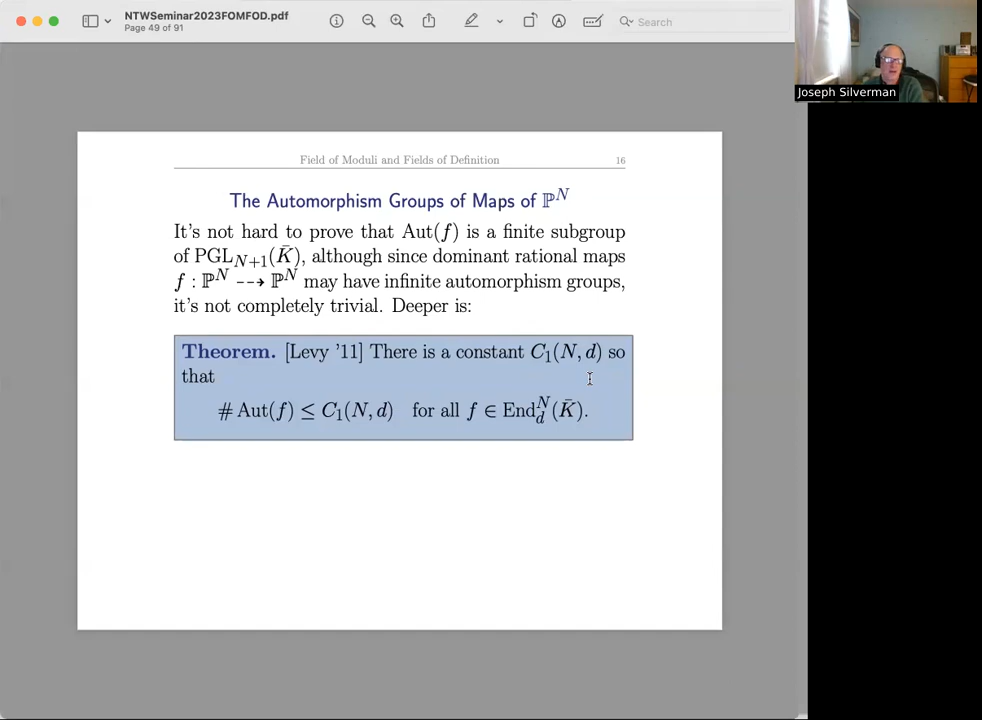 NTWSeminar2023FOMFOD.pdf
Page 49 of 91
Search
Joseph Silverman
Field of Moduli and Fields of Definition 16
The Automorphism Groups of Maps of ℙ^N
It's not hard to prove that Aut(f) is a finite subgroup
of PGL_{N+1}(K̄), although since dominant rational maps
f : ℙ^N ⇢ ℙ^N may have infinite automorphism groups,
it's not completely trivial. Deeper is:
Theorem. [Levy '11] There is a constant C₁(N, d) so
that
# Aut(f) ≤ C₁(N, d) for all f ∈ End_d^N(K̄).